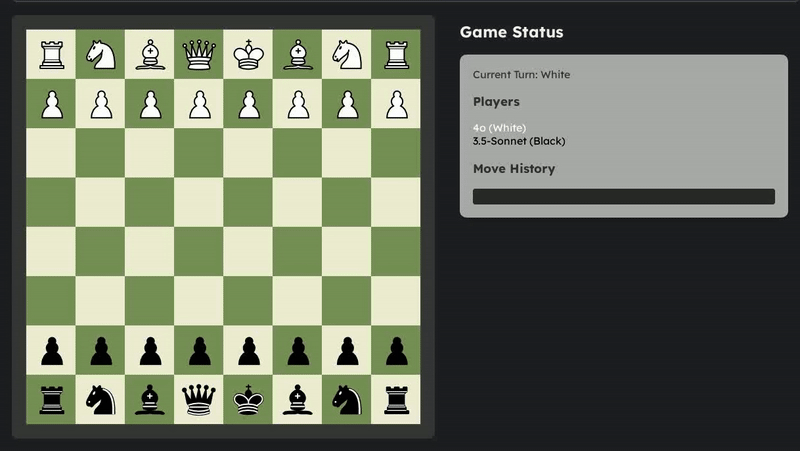 Game Status
Current Turn: White
Players
4o (White)
3.5-Sonnet (Black)
Move History